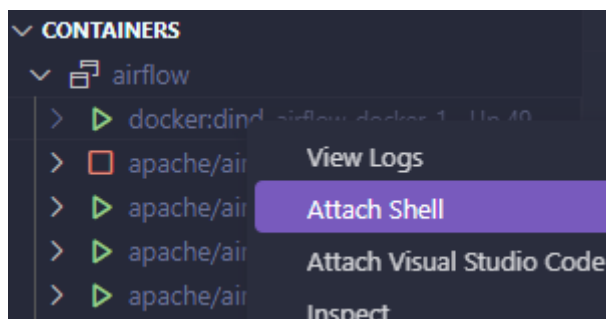 CONTAINERS
airflow
docker:dind airflow-docker-1 - Up 49
apache/air
View Logs
apache/air
Attach Shell
apache/air
Attach Visual Studio Code
apache/air
Inspect